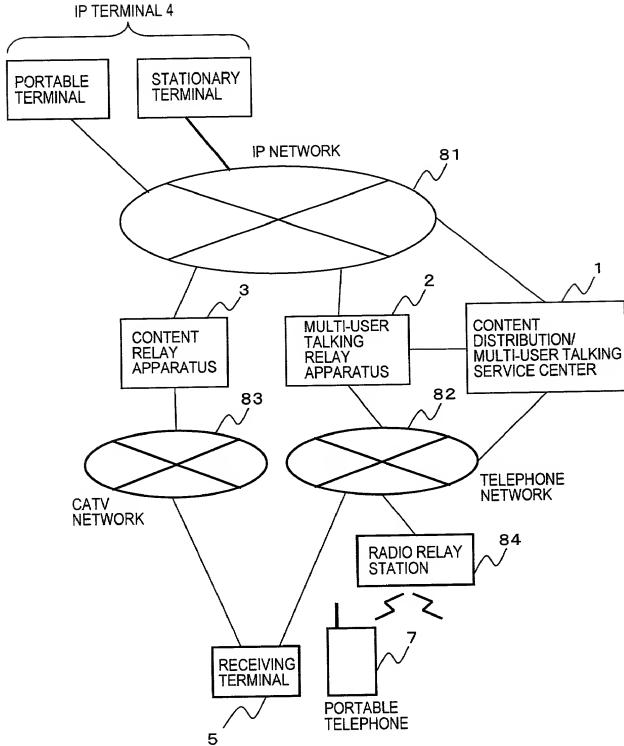 IP TERMINAL 4
PORTABLE
TERMINAL
STATIONARY
TERMINAL
IP NETWORK
81
3
CONTENT
RELAY
APPARATUS
2
MULTI-USER
TALKING
RELAY
APPARATUS
1
CONTENT
DISTRIBUTION/
MULTI-USER TALKING
SERVICE CENTER
83
CATV
NETWORK
82
TELEPHONE
NETWORK
RADIO RELAY
STATION
84
RECEIVING
TERMINAL
5
7
PORTABLE
TELEPHONE